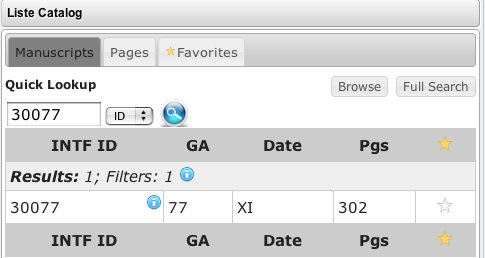 Liste Catalog
Manuscripts Pages Favorites
Quick Lookup Browse Full Search
30077 ID
INTF ID GA Date Pgs
Results: 1; Filters: 1
30077 77 XI 302
INTF ID GA Date Pgs